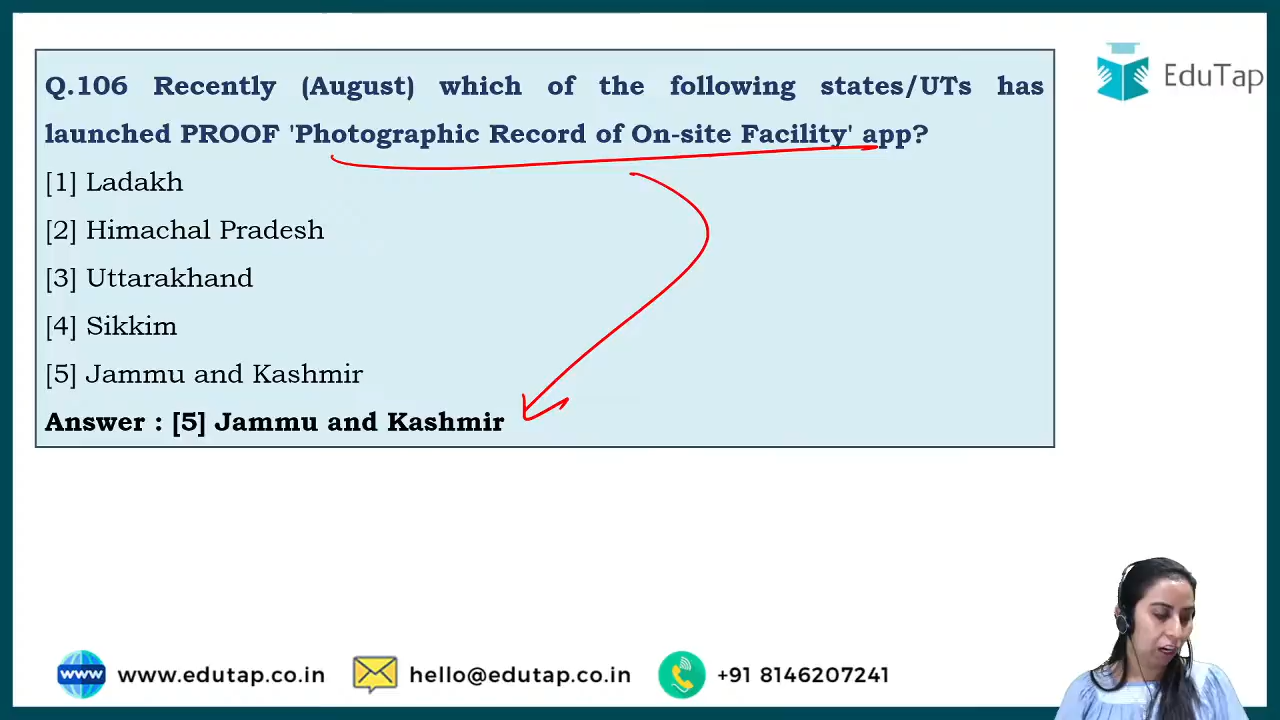 EduTap
Q.106 Recently (August) which of the following states/UTs has
launched PROOF 'Photographic Record of On-site Facility' app?
[1] Ladakh
[2] Himachal Pradesh
[3] Uttarakhand
[4] Sikkim
[5] Jammu and Kashmir
Answer : [5] Jammu and Kashmir
www www.edutap.co.in hello@edutap.co.in +91 8146207241